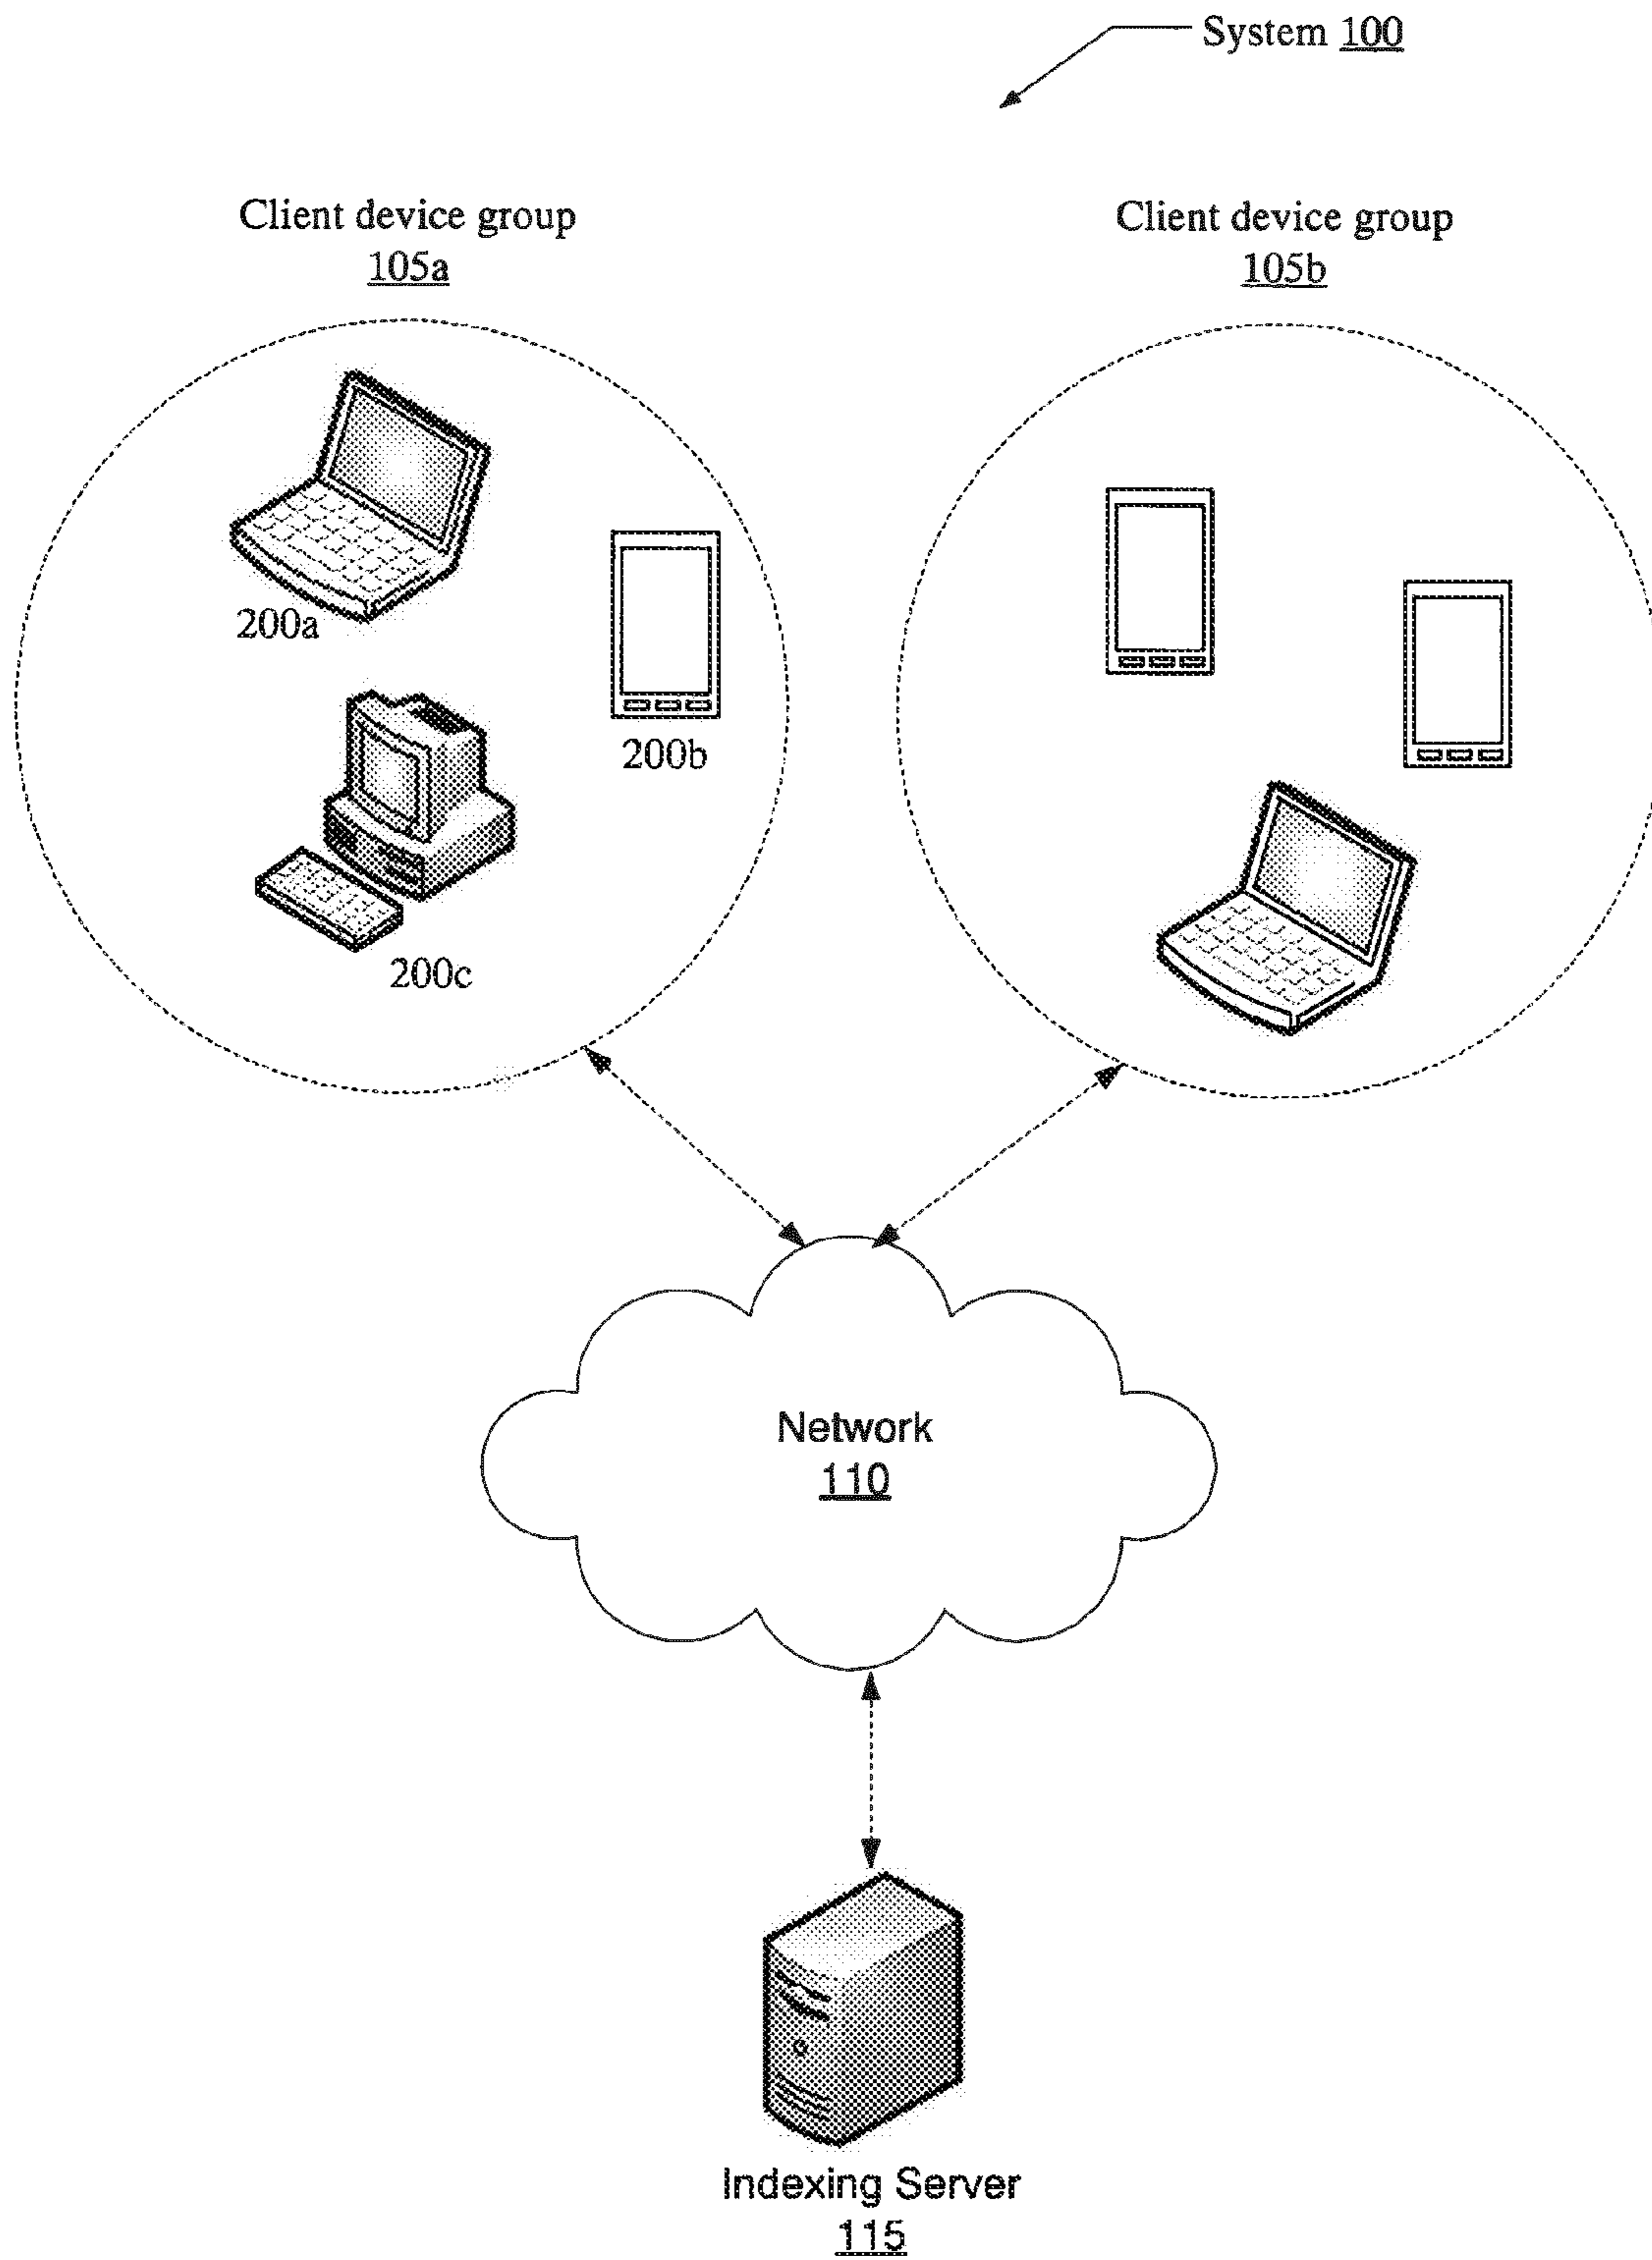 System 100
Client device group
105a
Client device group
105b
200a
200b
200c
Network
110
Indexing Server
115